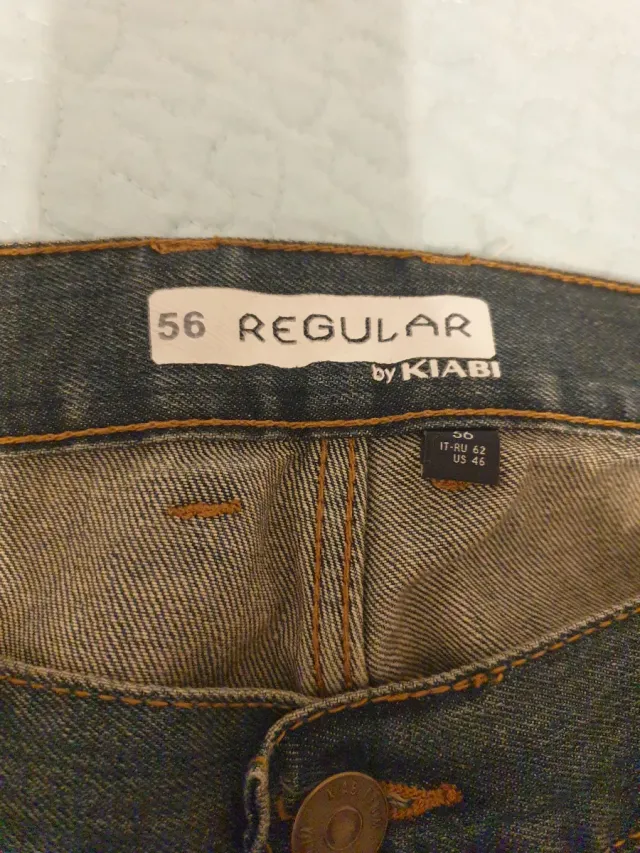 56 REGULAR
by KIABI
56
IT-RU 62
US 46